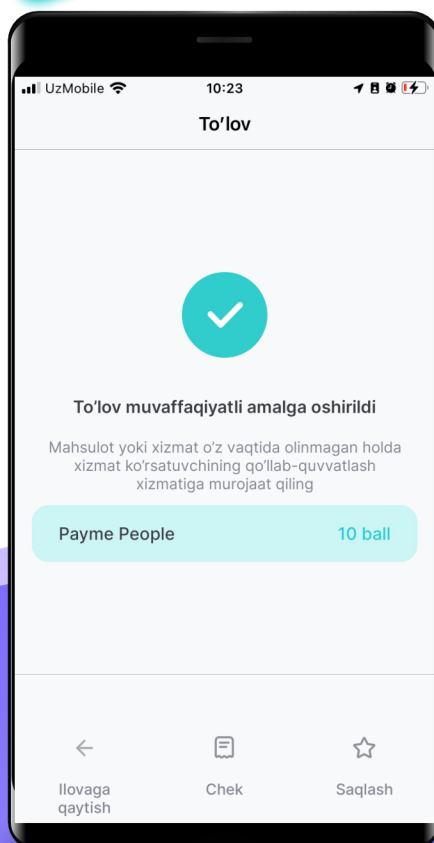 UzMobile 10:23
To’lov
To’lov muvaffaqiyatli amalga oshirildi
Mahsulot yoki xizmat o’z vaqtida olinmagan holda
xizmat ko’rsatuvchining qo’llab-quvvatlash
xizmatiga murojaat qiling
Payme People 10 ball
Ilovaga
qaytish
Chek
Saqlash